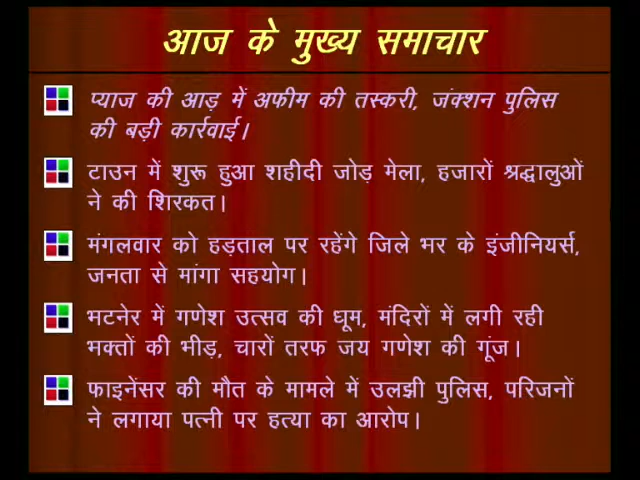 आज के मुख्य समाचार
प्याज की आड़ में अफीम की तस्करी, जंक्शन पुलिस
की बड़ी कार्रवाई।
टाउन में शुरू हुआ शहीदी जोड़ मेला, हजारों श्रद्धालुओं
ने की शिरकत।
मंगलवार को हड़ताल पर रहेंगे जिले भर के इंजीनियर्स,
जनता से मांगा सहयोग।
भटनेर में गणेश उत्सव की धूम, मंदिरों में लगी रही
भक्तों की भीड़, चारों तरफ जय गणेश की गूंज।
फाइनेंसर की मौत के मामले में उलझी पुलिस, परिजनों
ने लगाया पत्नी पर हत्या का आरोप।